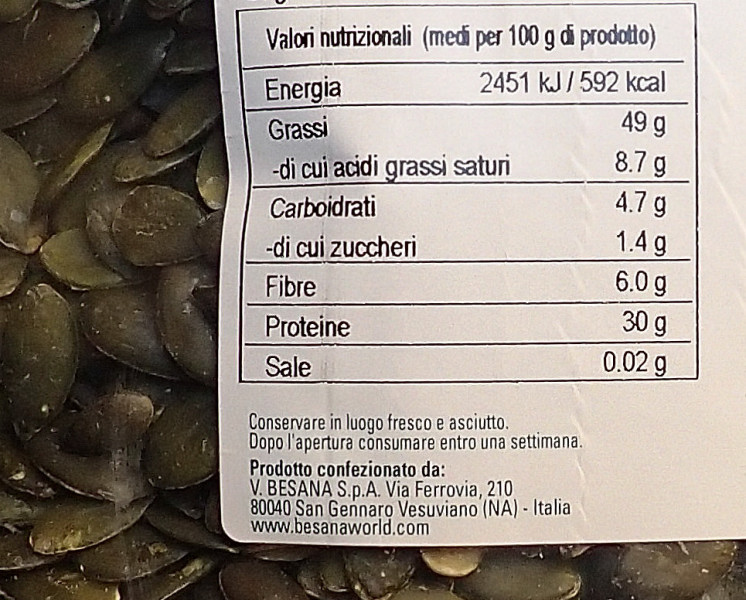 Valori nutrizionali (medi per 100 g di prodotto)
Energia 2451 kJ / 592 kcal
Grassi 49 g
-di cui acidi grassi saturi 8.7 g
Carboidrati 4.7 g
-di cui zuccheri 1.4 g
Fibre 6.0 g
Proteine 30 g
Sale 0.02 g
Conservare in luogo fresco e asciutto.
Dopo l'apertura consumare entro una settimana.
Prodotto confezionato da:
V. BESANA S.p.A. Via Ferrovia, 210
80040 San Gennaro Vesuviano (NA) - Italia
www.besanaworld.com